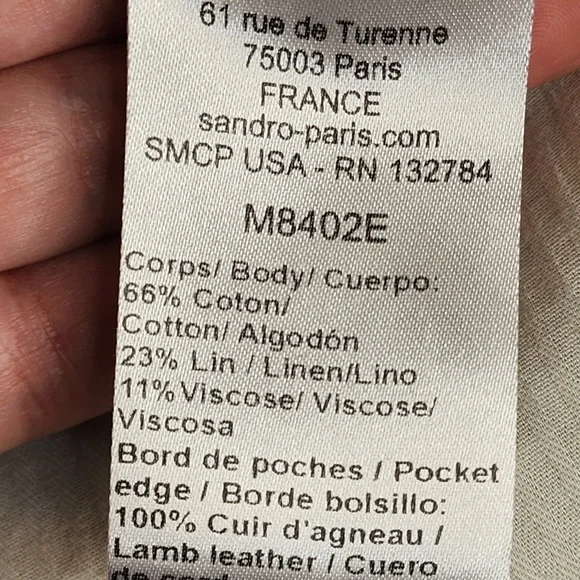 61 rue de Turenne
75003 Paris
FRANCE
sandro-paris.com
SMCP USA - RN 132784
M8402E
Corps/ Body/ Cuerpo:
66% Coton/
Cotton/ Algodón
23% Lin / Linen/Lino
11% Viscose/ Viscose/
Viscosa
Bord de poches / Pocket
edge / Borde bolsillo:
100% Cuir d'agneau /
Lamb leather / Cuero